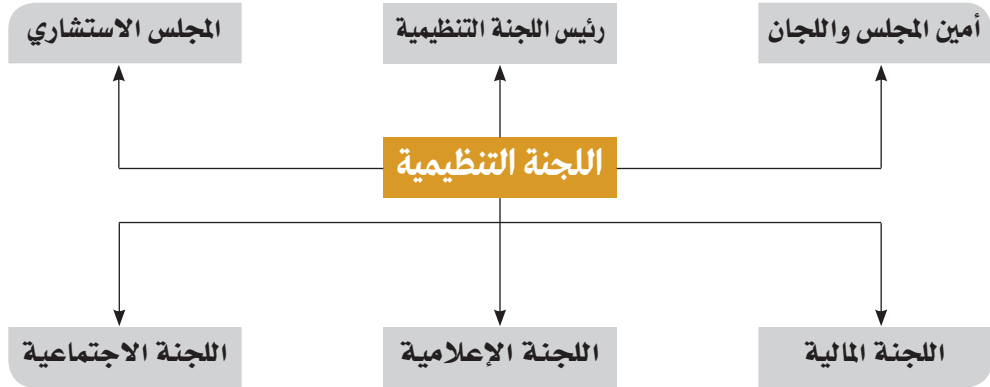 أمين المجلس واللجان
رئيس اللجنة التنظيمية
المجلس الاستشاري
اللجنة التنظيمية
اللجنة المالية
اللجنة الإعلامية
اللجنة الاجتماعية